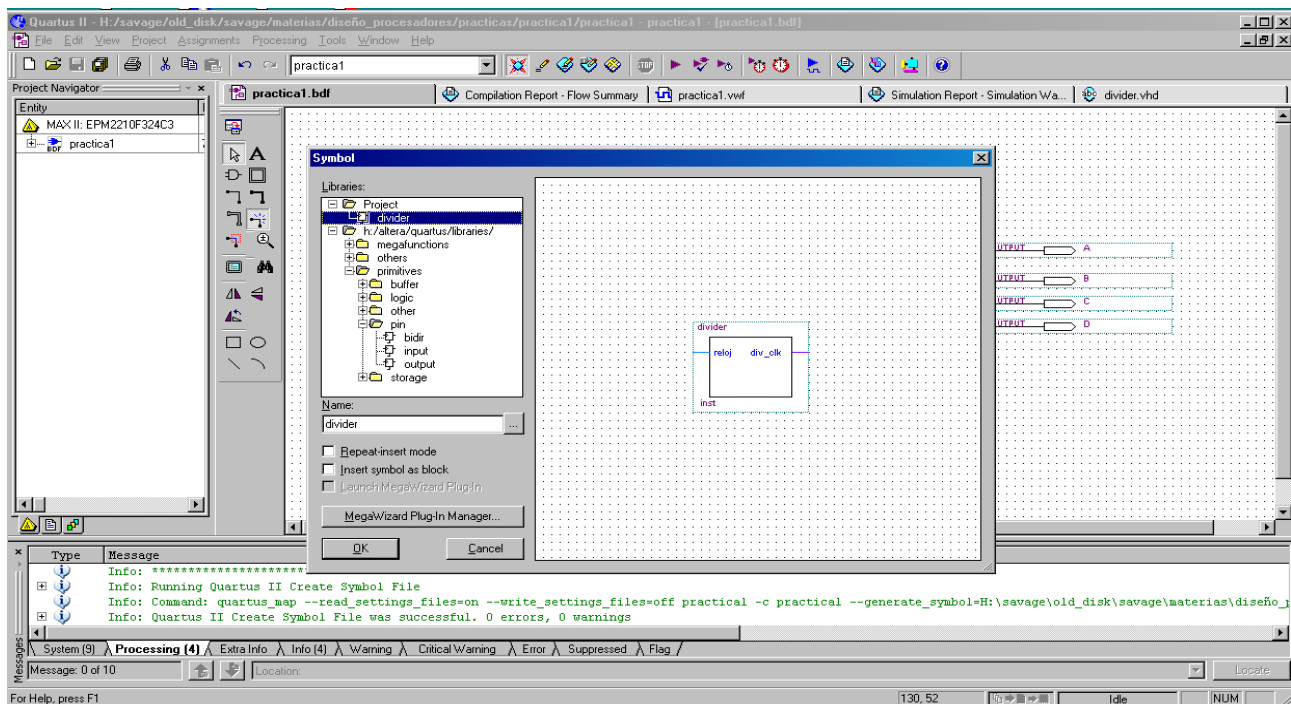 Quartus II - H:/savage/old_disk/savage/materias/diseño_procesadores/practicas/practica1/practica1 - practica1 - [practica1.bdf]
File Edit View Project Assignments Processing Tools Window Help
practica1
Project Navigator
practica1.bdf
Compilation Report - Flow Summary
practica1.vwf
Simulation Report - Simulation Wa...
divider.vhd
Entity
MAX II: EPM2210F324C3
practica1
Symbol
Libraries:
Project
divider
h:/altera/quartus/libraries/
megafunctions
others
primitives
buffer
logic
other
pin
bidir
input
output
storage
Name:
divider
...
Repeat-insert mode
Insert symbol as block
Launch MegaWizard Plug-In
MegaWizard Plug-In Manager...
OK
Cancel
divider
reloj div_clk
inst
UTPUT A
UTPUT B
UTPUT C
UTPUT D
Type Message
Info: *************************
Info: Running Quartus II Create Symbol File
Info: Command: quartus_map --read_settings_files=on --write_settings_files=off practica1 -c practica1 --generate_symbol=H:\savage\old_disk\savage\materias\diseño_p
Info: Quartus II Create Symbol File was successful. 0 errors, 0 warnings
System (9) Processing (4) Extra Info Info (4) Warning Critical Warning Error Suppressed Flag
Messages
Message: 0 of 10
Location:
Locate
For Help, press F1
130, 52
Idle
NUM